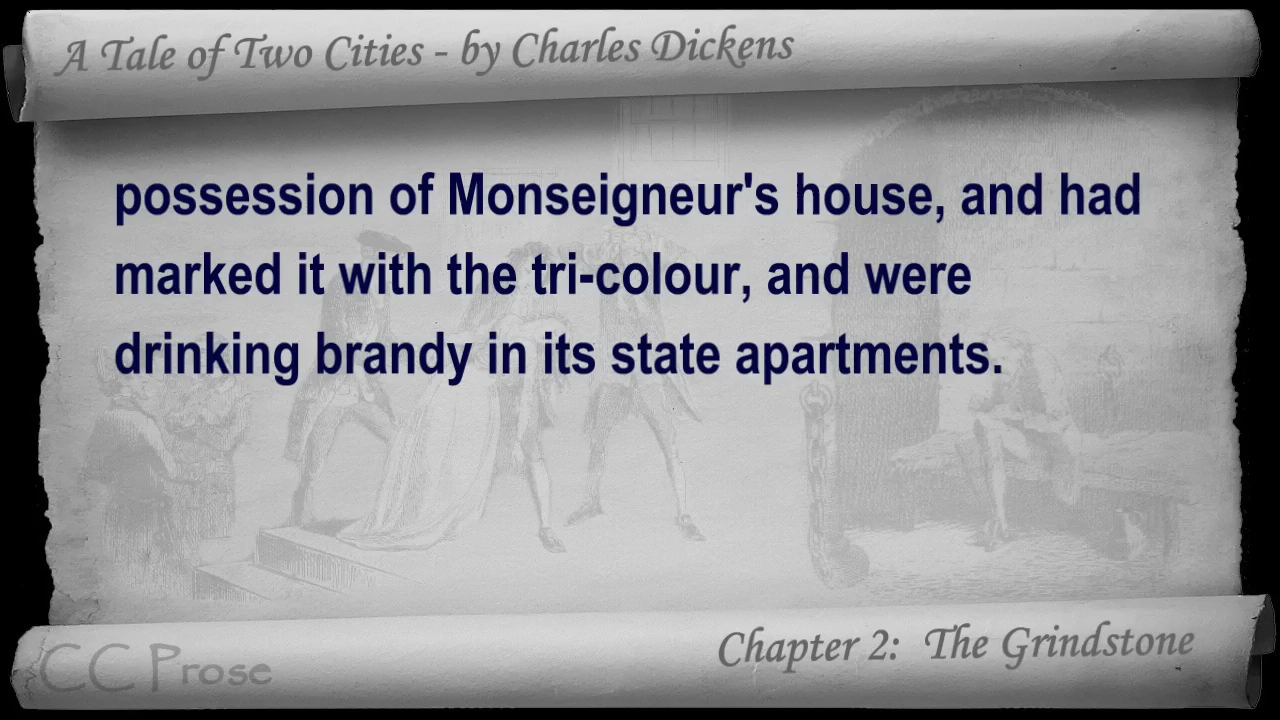 A Tale of Two Cities - by Charles Dickens
possession of Monseigneur's house, and had
marked it with the tri-colour, and were
drinking brandy in its state apartments.
Chapter 2: The Grindstone
CC Prose